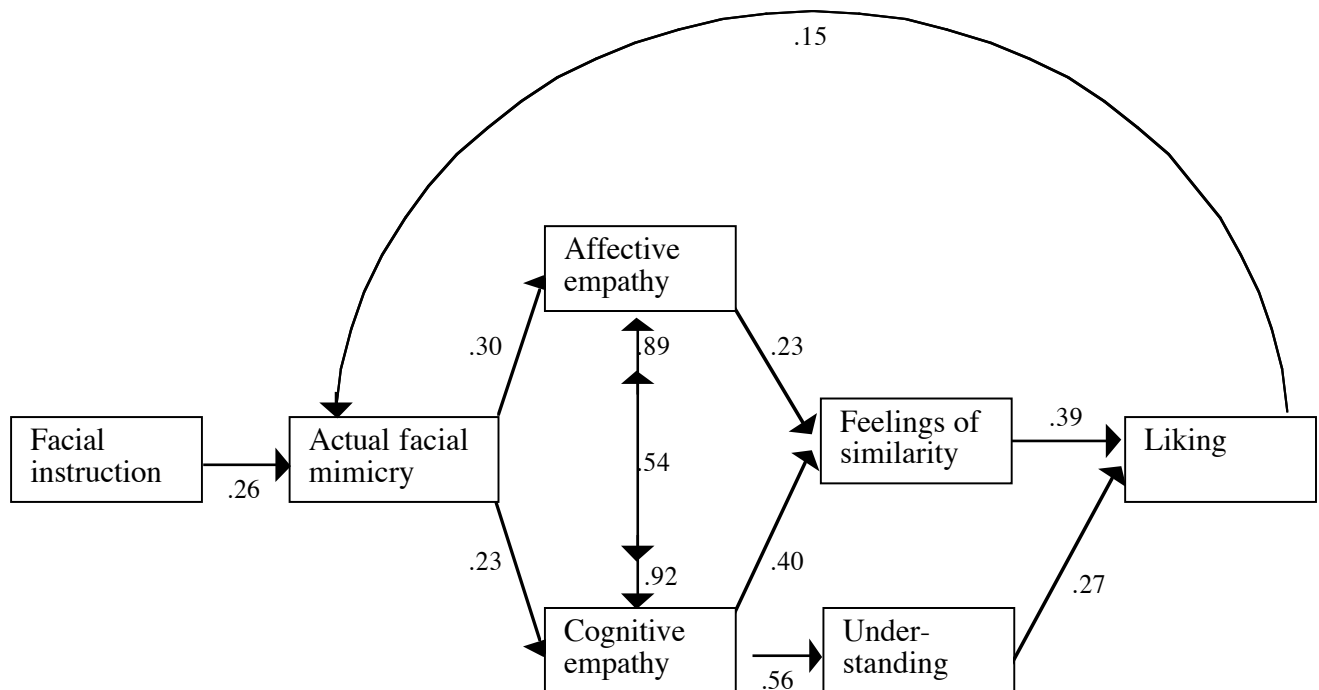 .15
Affective
empathy
.30
.89
.23
Facial
instruction
.26
Actual facial
mimicry
.54
Feelings of
similarity
.39
Liking
.23
.92
.40
.27
Cognitive
empathy
.56
Under-
standing